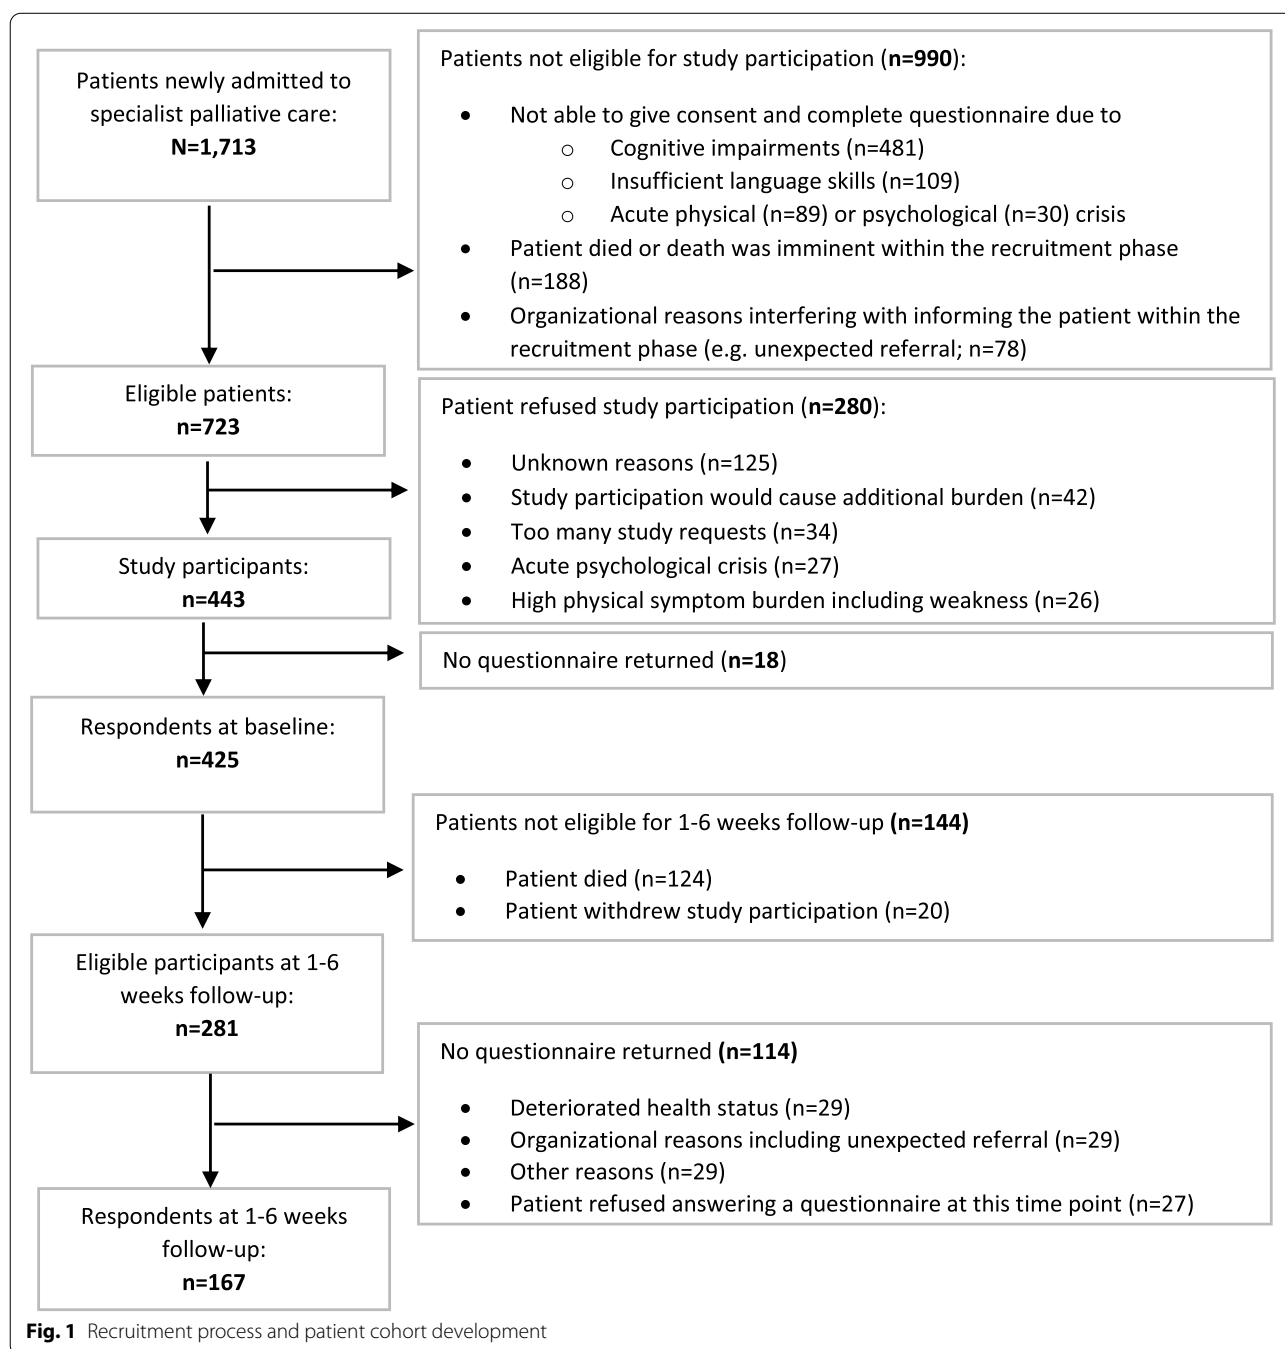 Patients newly admitted to
specialist palliative care:
N=1,713
Patients not eligible for study participation (n=990):
• Not able to give consent and complete questionnaire due to
o Cognitive impairments (n=481)
o Insufficient language skills (n=109)
o Acute physical (n=89) or psychological (n=30) crisis
• Patient died or death was imminent within the recruitment phase
(n=188)
• Organizational reasons interfering with informing the patient within the
recruitment phase (e.g. unexpected referral; n=78)
Eligible patients:
n=723
Patient refused study participation (n=280):
• Unknown reasons (n=125)
• Study participation would cause additional burden (n=42)
• Too many study requests (n=34)
• Acute psychological crisis (n=27)
• High physical symptom burden including weakness (n=26)
Study participants:
n=443
No questionnaire returned (n=18)
Respondents at baseline:
n=425
Patients not eligible for 1-6 weeks follow-up (n=144)
• Patient died (n=124)
• Patient withdrew study participation (n=20)
Eligible participants at 1-6
weeks follow-up:
n=281
No questionnaire returned (n=114)
• Deteriorated health status (n=29)
• Organizational reasons including unexpected referral (n=29)
• Other reasons (n=29)
• Patient refused answering a questionnaire at this time point (n=27)
Respondents at 1-6 weeks
follow-up:
n=167
Fig. 1 Recruitment process and patient cohort development